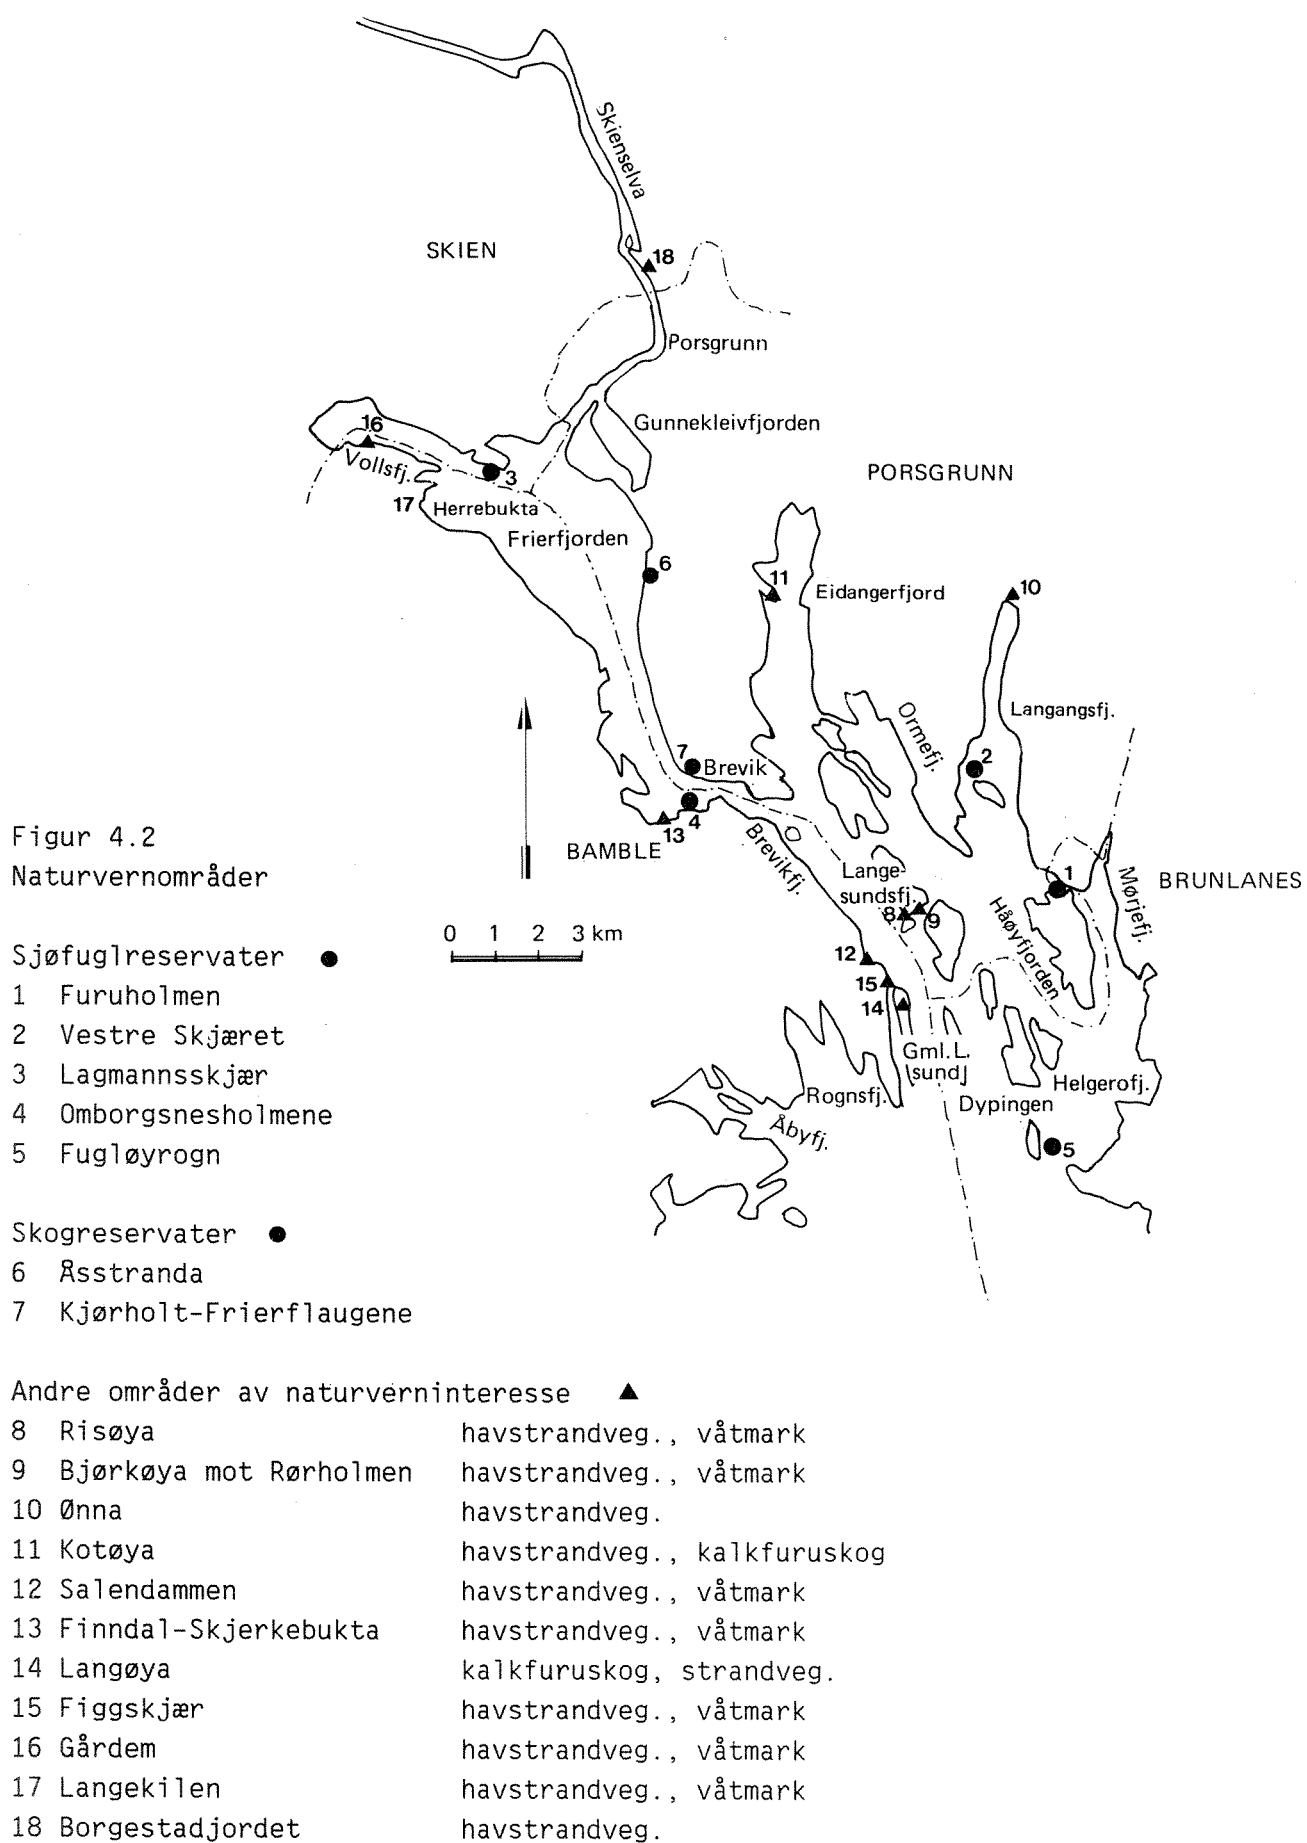 Skienselva
SKIEN
18
Porsgrunn
16
Gunnekleivfjorden
Vollsfj.
3
PORSGRUNN
17
Herrebukta
Frierfjorden
6
11
Eidangerfjord
10
Langangsfj.
Ormefj.
7
Brevik
2
4
13
BAMBLE
Brevikfj.
Lange-
sundsfj.
8
9
1
Mørjefj.
BRUNLANES
Håøyfjorden
12
15
14
Gml. L.
sund
Rognsfj.
Dypingen
Helgerofj.
Åbyfj.
5
0 1 2 3 km
Figur 4.2
Naturvernområder
Sjøfuglreservater ●
1 Furuholmen
2 Vestre Skjæret
3 Lagmannsskjær
4 Omborgsnesholmene
5 Fugløyrogn
Skogreservater ●
6 Åsstranda
7 Kjørholt-Frierflaugene
Andre områder av naturverninteresse ▲
8 Risøya havstrandveg., våtmark
9 Bjørkøya mot Rørholmen havstrandveg., våtmark
10 Ønna havstrandveg.
11 Kotøya havstrandveg., kalkfuruskog
12 Salendammen havstrandveg., våtmark
13 Finndal-Skjerkebukta havstrandveg., våtmark
14 Langøya kalkfuruskog, strandveg.
15 Figgskjær havstrandveg., våtmark
16 Gårdem havstrandveg., våtmark
17 Langekilen havstrandveg., våtmark
18 Borgestadjordet havstrandveg.